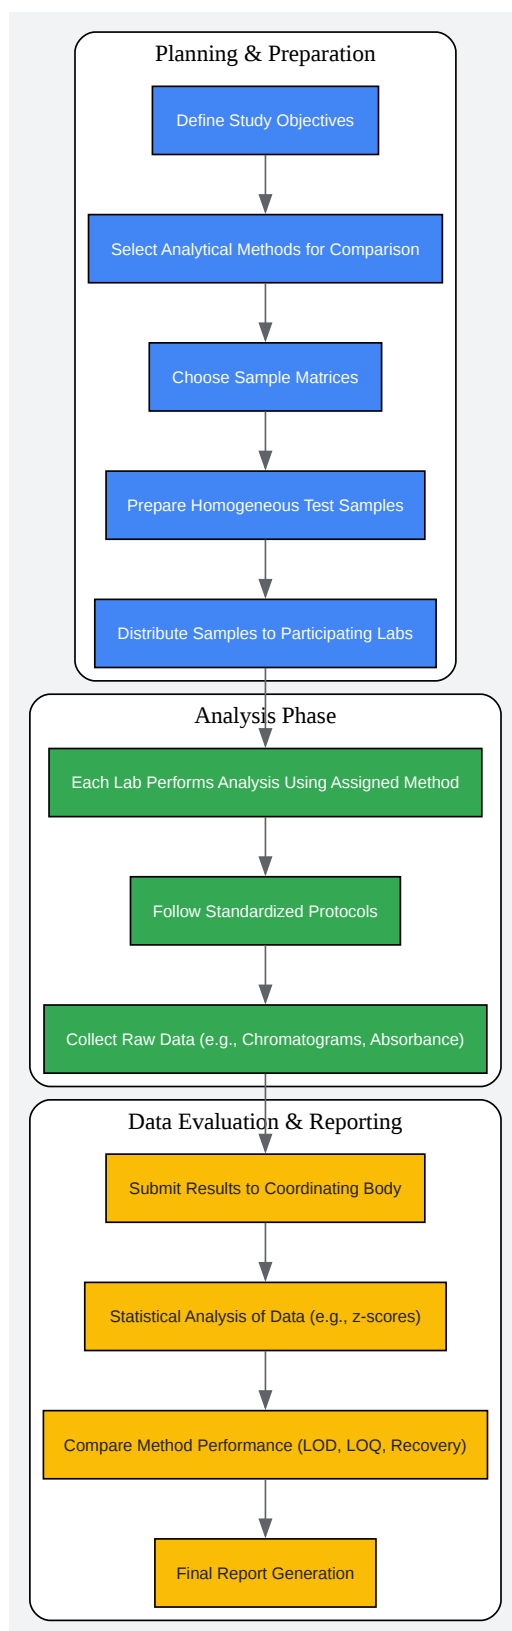 Planning & Preparation
Define Study Objectives
Select Analytical Methods for Comparison
Choose Sample Matrices
Prepare Homogeneous Test Samples
Distribute Samples to Participating Labs
Analysis Phase
Each Lab Performs Analysis Using Assigned Method
Follow Standardized Protocols
Collect Raw Data (e.g., Chromatograms, Absorbance)
Data Evaluation & Reporting
Submit Results to Coordinating Body
Statistical Analysis of Data (e.g., z-scores)
Compare Method Performance (LOD, LOQ, Recovery)
Final Report Generation